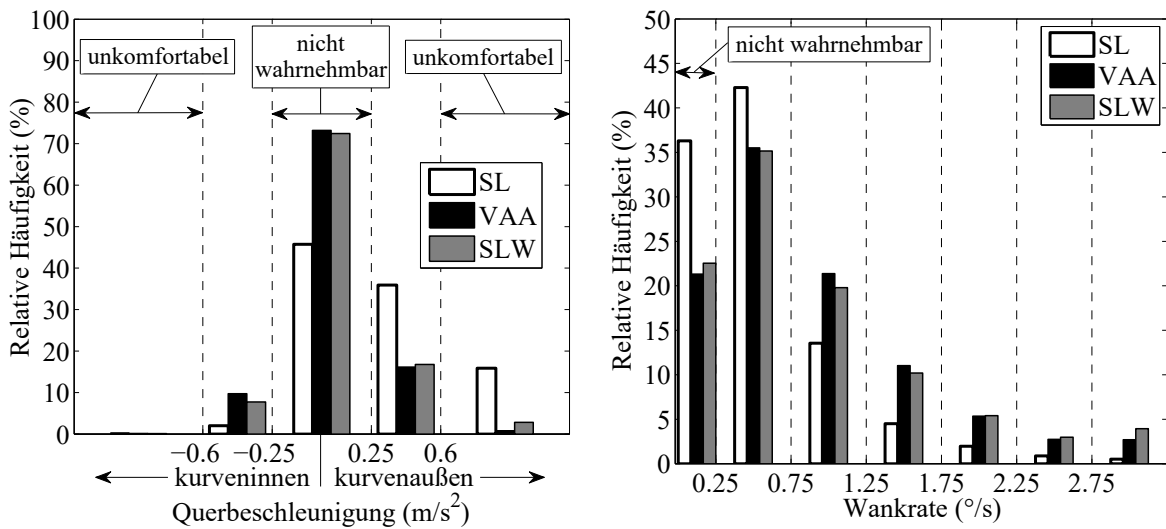 100
90
80
70
60
50
40
30
20
10
0
Relative Häufigkeit (%)
unkomfortabel
nicht
wahrnehmbar
unkomfortabel
SL
VAA
SLW
−0.6
−0.25
0.25
0.6
kurveninnen
kurvenaußen
Querbeschleunigung (m/s²)
50
45
40
35
30
25
20
15
10
5
0
Relative Häufigkeit (%)
nicht wahrnehmbar
SL
VAA
SLW
0.25
0.75
1.25
1.75
2.25
2.75
Wankrate (°/s)